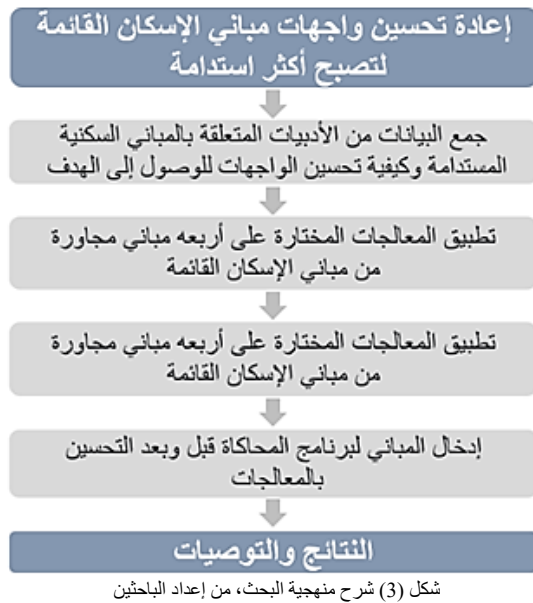 إعادة تحسين واجهات مباني الإسكان القائمة
لتصبح أكثر استدامة
جمع البيانات من الأدبيات المتعلقة بالمباني السكنية
المستدامة وكيفية تحسين الواجهات للوصول إلى الهدف
تطبيق المعالجات المختارة على أربعه مباني مجاورة
من مباني الإسكان القائمة
تطبيق المعالجات المختارة على أربعه مباني مجاورة
من مباني الإسكان القائمة
إدخال المباني لبرنامج المحاكاة قبل وبعد التحسين
بالمعالجات
النتائج والتوصيات
شكل (3) شرح منهجية البحث، من إعداد الباحثين